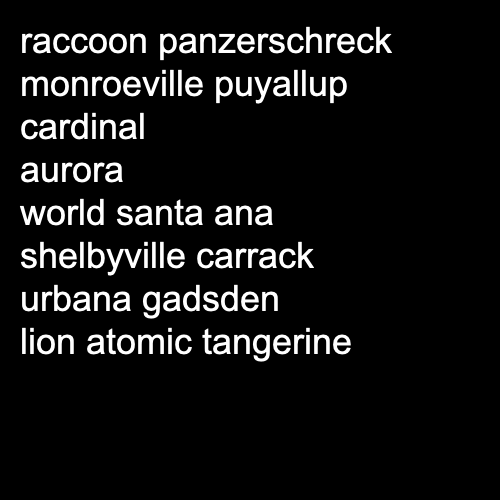 raccoon panzerschreck
monroeville puyallup
cardinal
aurora
world santa ana
shelbyville carrack
urbana gadsden
lion atomic tangerine